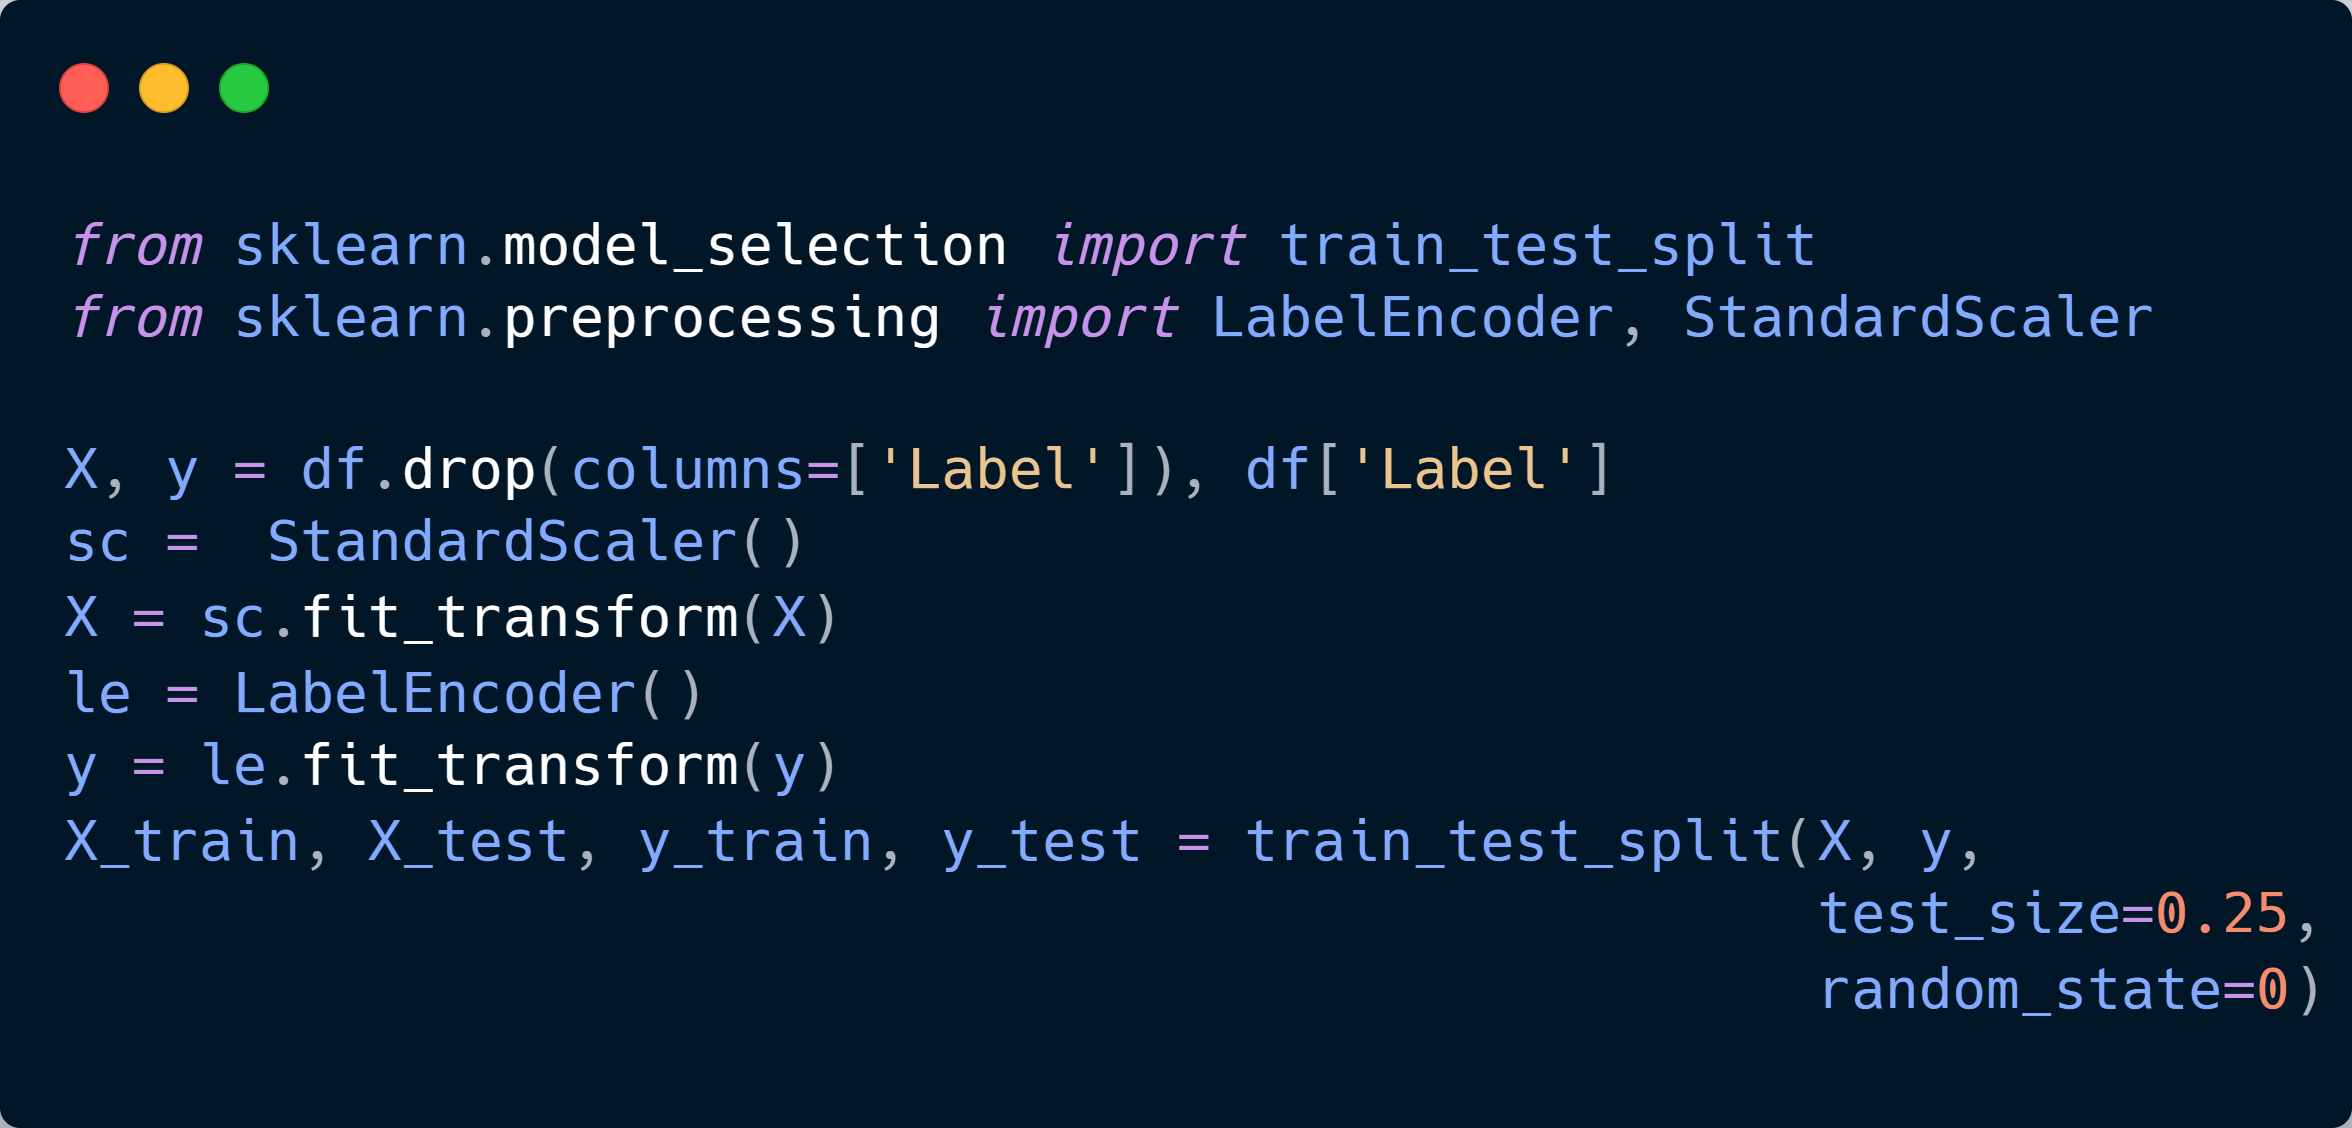 from sklearn.model_selection import train_test_split
from sklearn.preprocessing import LabelEncoder, StandardScaler
X, y = df.drop(columns=['Label']), df['Label']
sc =  StandardScaler()
X = sc.fit_transform(X)
le = LabelEncoder()
y = le.fit_transform(y)
X_train, X_test, y_train, y_test = train_test_split(X, y,
                                                    test_size=0.25,
                                                    random_state=0)